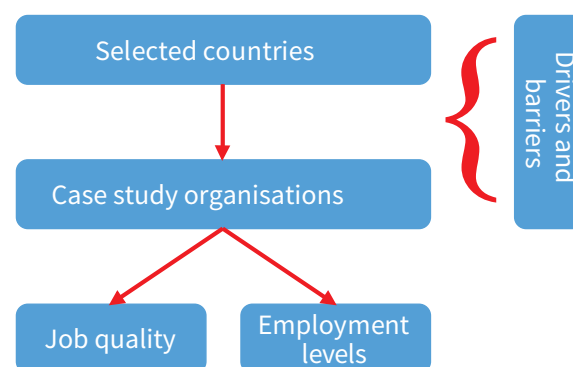 Selected countries
Drivers and
barriers
Case study organisations
Job quality
Employment
levels